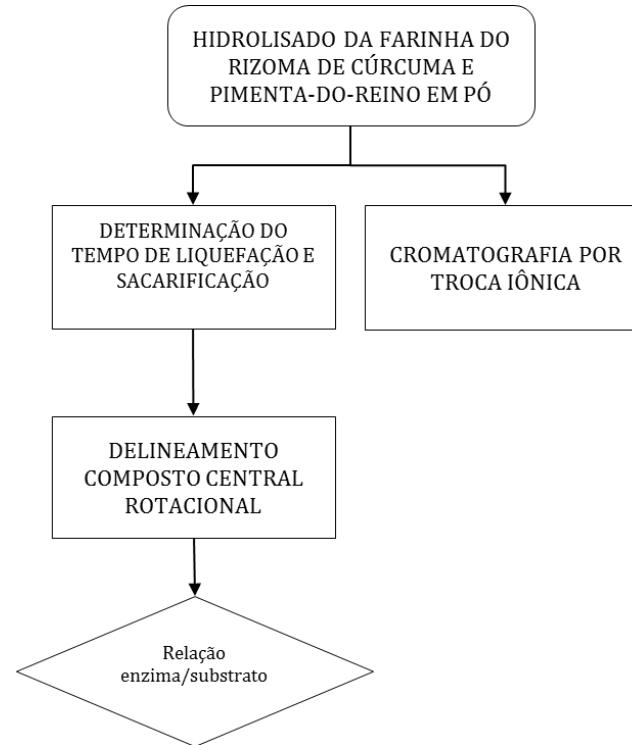 HIDROLISADO DA FARINHA DO
RIZOMA DE CÚRCUMA E
PIMENTA-DO-REINO EM PÓ
DETERMINAÇÃO DO
TEMPO DE LIQUEFAÇÃO E
SACARIFICAÇÃO
CROMATOGRAFIA POR
TROCA IÔNICA
DELINEAMENTO
COMPOSTO CENTRAL
ROTACIONAL
Relação
enzima/substrato